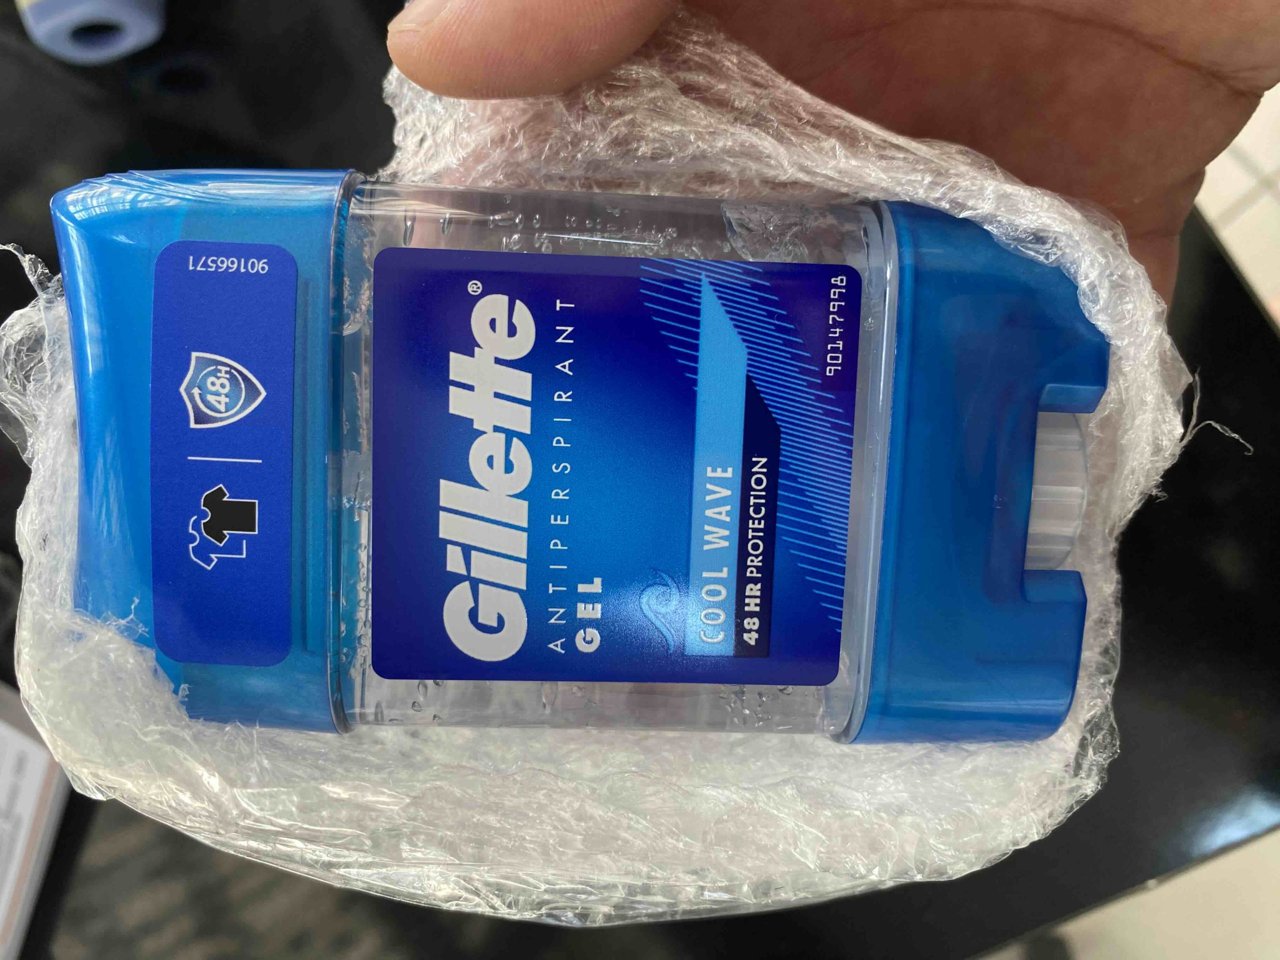 90166571
48H
Gillette®
ANTIPERSPIRANT
GEL
COOL WAVE
48 HR PROTECTION
90147998